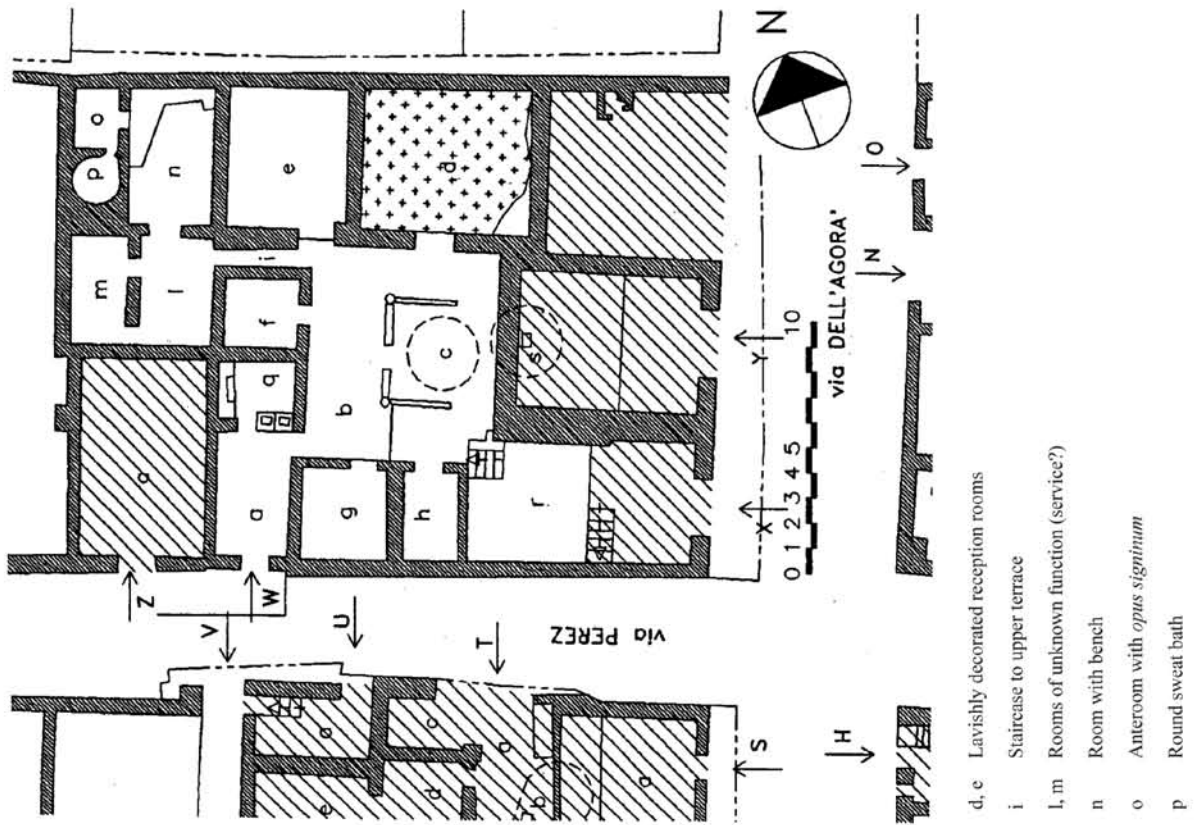 o
p
n
e
d
m
l
i
f
c
s
q
b
a
a
g
h
r
Z
W
V
U
T
X
Y
N
O
N
S
H
0 1 2 3 4 5 10
via DELL'AGORA'
via PEREZ
ø
c
e
d
a
b
a
d, e Lavishly decorated reception rooms
i Staircase to upper terrace
l, m Rooms of unknown function (service?)
n Room with bench
o Anteroom with opus signinum
p Round sweat bath